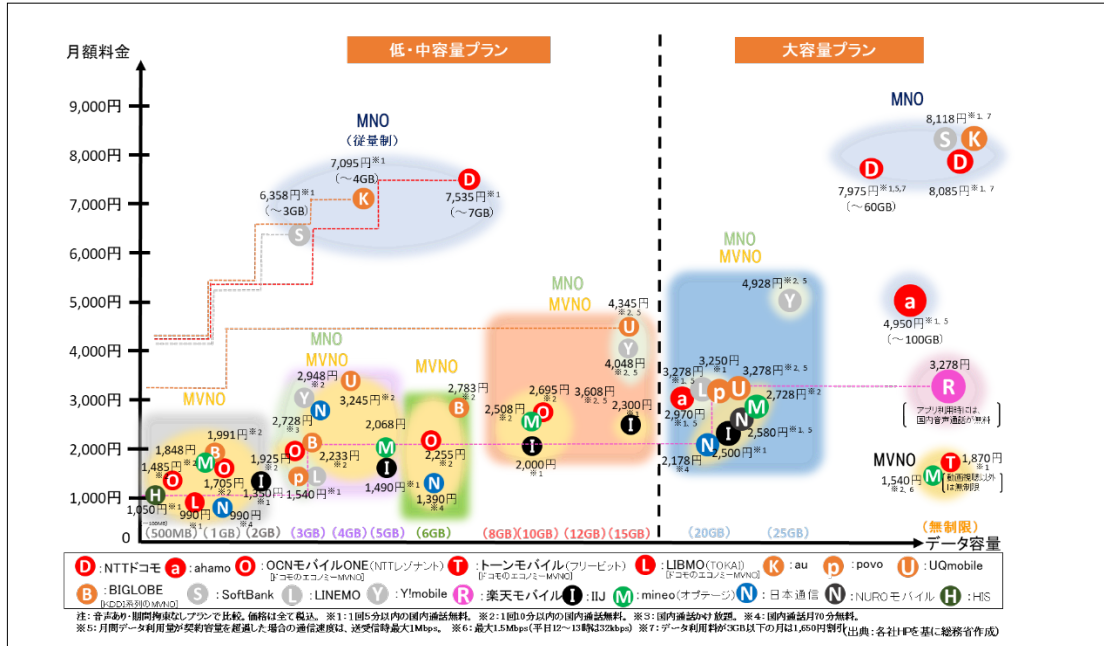 月額料金
低・中容量プラン
大容量プラン
9,000円
8,000円
7,000円
6,000円
5,000円
4,000円
3,000円
2,000円
1,000円
0
MNO
(従量制)
7,095円※1
(～4GB)
6,358円※1
(～3GB)
7,535円※1
(～7GB)
K
D
S
MNO
8,118円※1, 7
S
K
D
D
7,975円※1,5,7
(～60GB)
8,085円※1, 7
MNO
MVNO
4,928円※2, 5
Y
a
4,950円※1, 5
(～100GB)
MNO
MVNO
4,345円
※2, 5
U
Y
4,048円
※2, 5
MNO
MVNO
2,948円
※2
U
Y
N
3,245円※2
2,728円
※3
O
B
2,068円
M
2,233円
※2
I
p
L
1,540円※1
1,490円※1
MVNO
2,783円
※2
B
O
2,255円
※2
N
1,390円
※4
2,695円
※2
2,508円
※2
M
O
I
2,000円
※1
3,608円
※2, 5
2,300円
※1
I
3,278円
※1, 5
3,250円
※1
3,278円※2, 5
a
L
p
U
M
2,728円※2
2,970円
※1, 5
N
N
I
2,580円※1, 5
2,178円
※4
2,500円
※1
3,278円
R
アプリ利用時には、
国内音声通話が無料
MVNO
1,540円
※2, 6
M
T
1,870円
※1
動画視聴以外
は無制限
MVNO
1,991円※2
1,848円
※2
B
M
O
1,485円
※2
O
1,925円
※2
1,705円
※2
I
1,350円
※1
H
L
N
1,050円※1
990円
※1
990円
※4
(500MB)
(1GB)
(2GB)
(3GB)
(4GB)
(5GB)
(6GB)
(8GB)
(10GB)
(12GB)
(15GB)
(20GB)
(25GB)
(無制限)
データ容量
D:NTTドコモ a:ahamo O:OCNモバイルONE(NTTレゾナント)[ドコモのエコノミーMVNO] T:トーンモバイル(フリービット)[ドコモのエコノミーMVNO] L:LIBMO(TOKAI)[ドコモのエコノミーMVNO] K:au p:povo U:UQmobile
B:BIGLOBE[KDDI系列のMVNO] S:SoftBank L:LINEMO Y:Y!mobile R:楽天モバイル I:IIJ M:mineo(オプテージ) N:日本通信 N:NUROモバイル H:HIS
注:音声あり・期間拘束なしプランで比較。価格は全て税込。 ※1:1回5分以内の国内通話無料。 ※2:1回10分以内の国内通話無料。 ※3:国内通話かけ放題。 ※4:国内通話月70分無料。
※5:月間データ利用量が契約容量を超過した場合の通信速度は、送受信時最大1Mbps。 ※6:最大1.5Mbps(平日12～13時は32kbps) ※7:データ利用料が3GB以下の月は1,650円割引
(出典:各社HPを基に総務省作成)